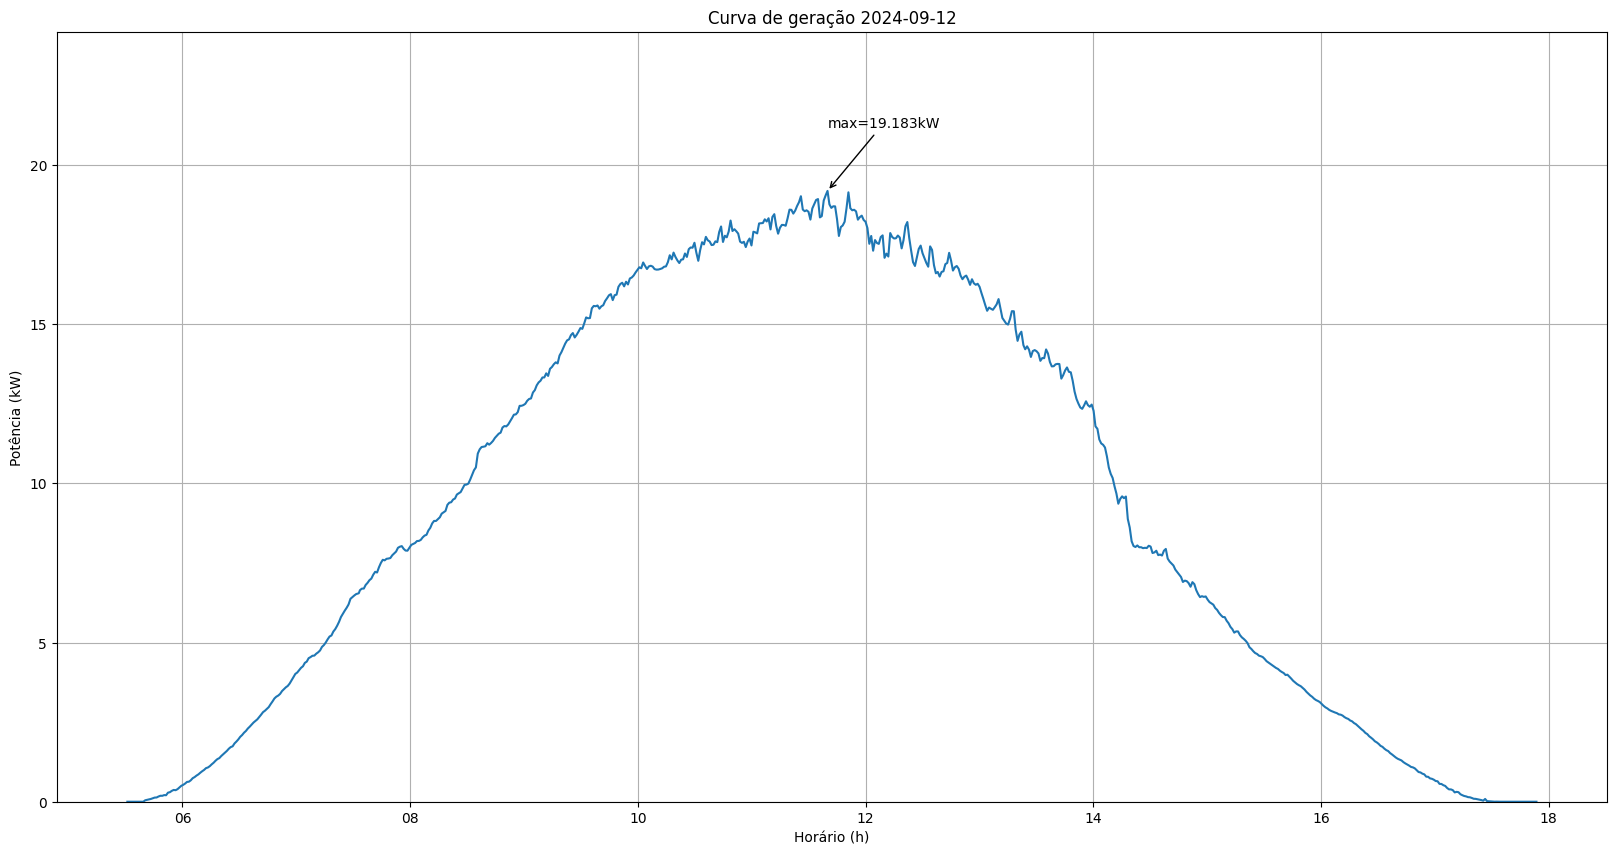 Curva de geração 2024-09-12
max=19.183kW
Potência (kW)
20
15
10
5
0
06 08 10 12 14 16 18
Horário (h)